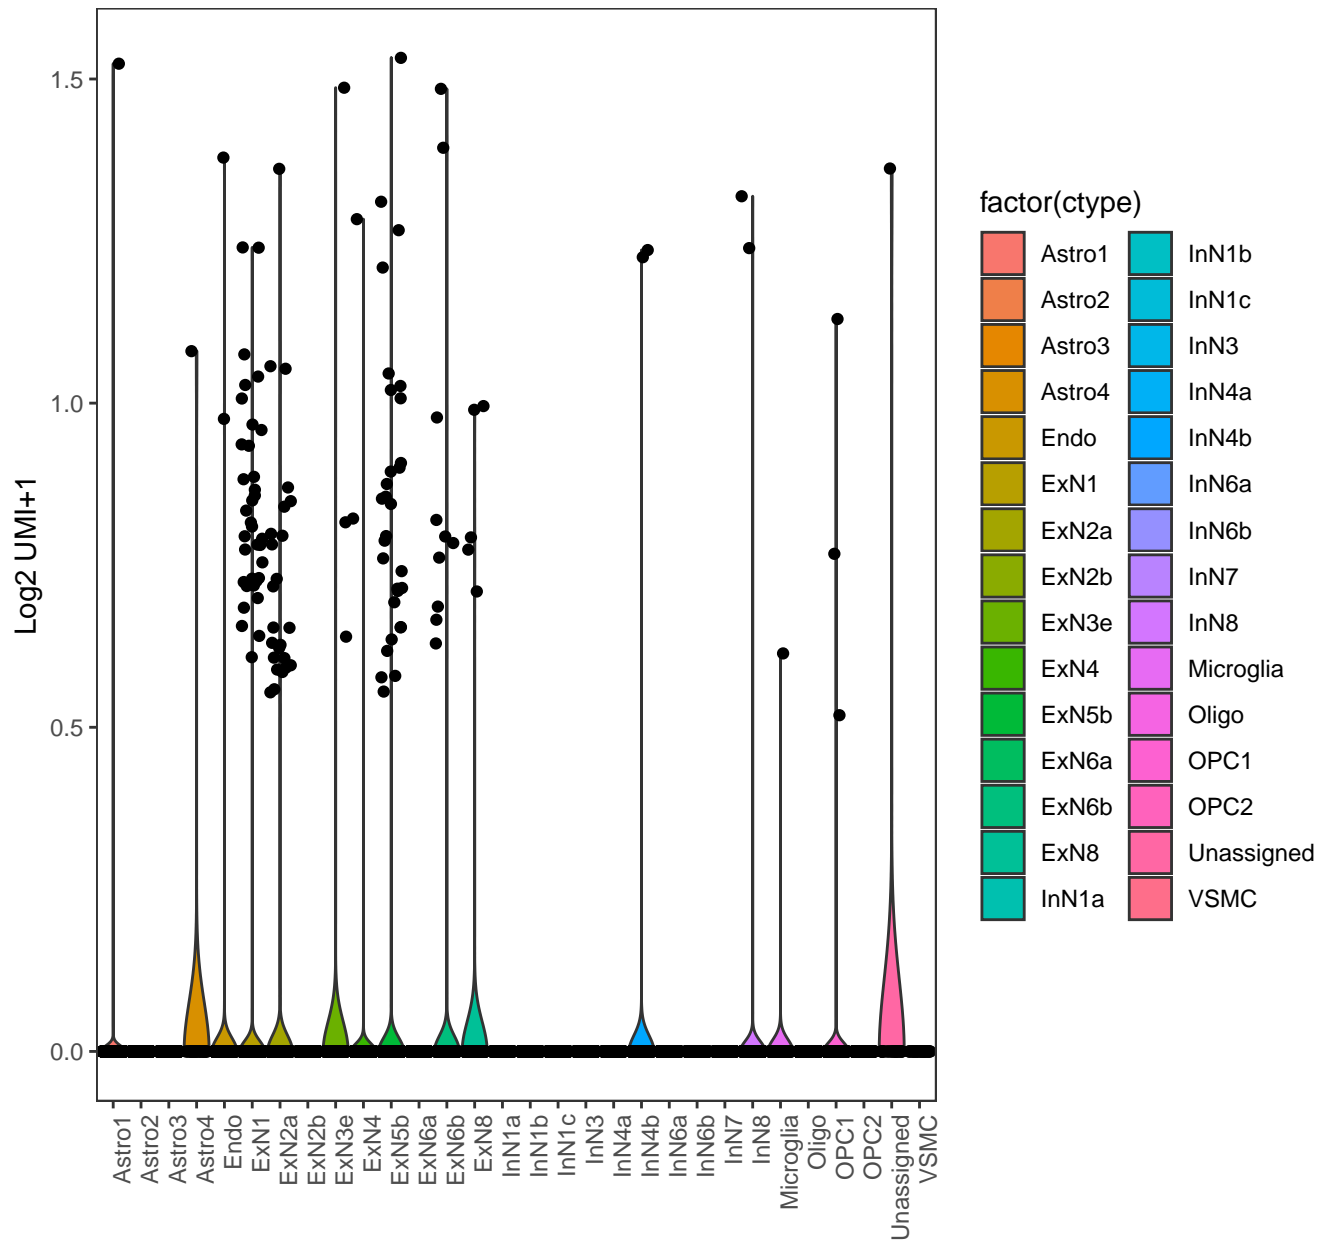 Log2 UMI+1
1.5
1.0
0.5
0.0
Astro1
Astro2
Astro3
Astro4
Endo
ExN1
ExN2a
ExN2b
ExN3e
ExN4
ExN5b
ExN6a
ExN6b
ExN8
InN1a
InN1b
InN1c
InN3
InN4a
InN4b
InN6a
InN6b
InN7
InN8
Microglia
Oligo
OPC1
OPC2
Unassigned
VSMC
factor(ctype)
Astro1
Astro2
Astro3
Astro4
Endo
ExN1
ExN2a
ExN2b
ExN3e
ExN4
ExN5b
ExN6a
ExN6b
ExN8
InN1a
InN1b
InN1c
InN3
InN4a
InN4b
InN6a
InN6b
InN7
InN8
Microglia
Oligo
OPC1
OPC2
Unassigned
VSMC